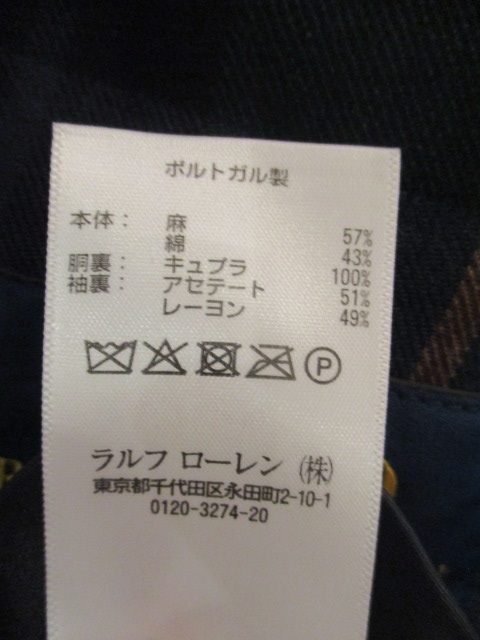 ポルトガル製
本体： 麻 57%
綿 43%
胴裏： キュプラ 100%
袖裏： アセテート 51%
レーヨン 49%
P
ラルフ ローレン（株）
東京都千代田区永田町2-10-1
0120-3274-20